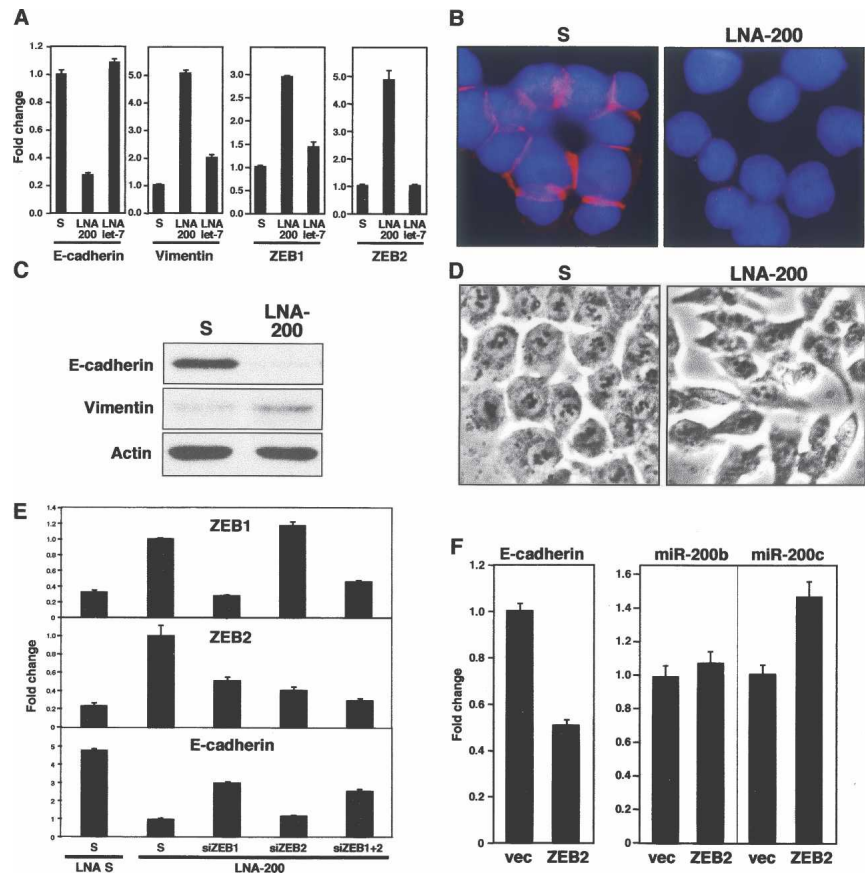 A
Fold change
1.2
1.0
0.8
0.6
0.4
0.2
0.0
S
LNA 200
LNA let-7
E-cadherin
5.0
4.0
3.0
2.0
1.0
0.0
S
LNA 200
LNA let-7
Vimentin
3.0
2.5
2.0
1.5
1.0
0.5
0.0
S
LNA 200
LNA let-7
ZEB1
5.0
4.0
3.0
2.0
1.0
0.0
S
LNA 200
LNA let-7
ZEB2
B
S
LNA-200
C
S
LNA-
200
E-cadherin
Vimentin
Actin
D
S
LNA-200
E
Fold change
ZEB1
1.4
1.2
1.0
0.8
0.6
0.4
0.2
0
ZEB2
1.0
0.8
0.6
0.4
0.2
0
E-cadherin
5
4
3
2
1
0
S
S
siZEB1
siZEB2
siZEB1+2
LNA S
LNA-200
F
Fold change
E-cadherin
1.2
1.0
0.8
0.6
0.4
0.2
0
vec
ZEB2
miR-200b
miR-200c
1.6
1.4
1.2
1.0
0.8
0.6
0.4
0.2
0
vec
ZEB2
vec
ZEB2